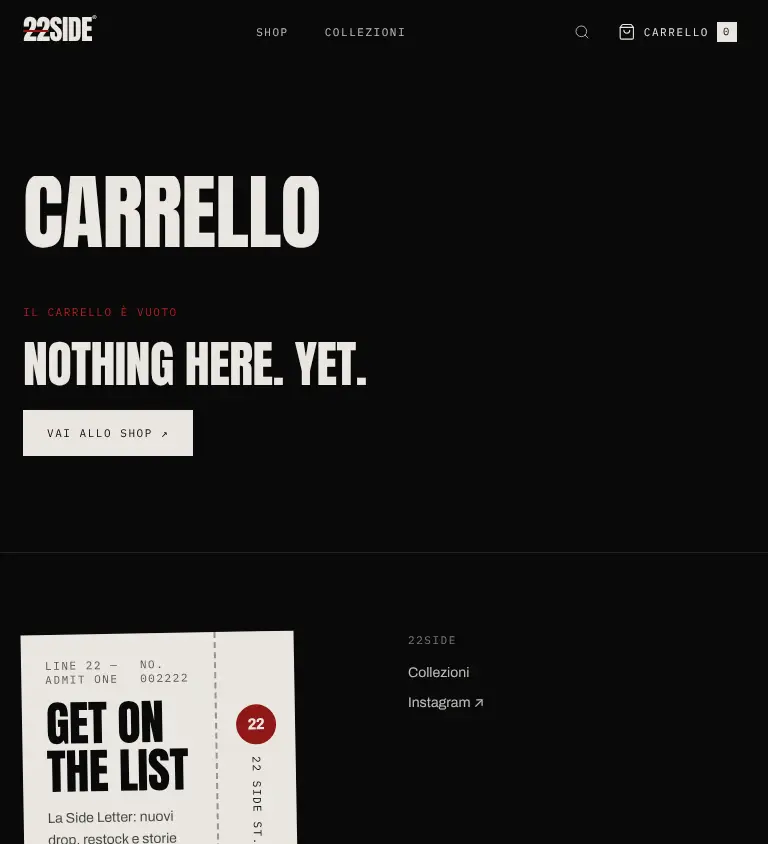 22SIDE®
SHOP
COLLEZIONI
CARRELLO
0
CARRELLO
IL CARRELLO È VUOTO
NOTHING HERE. YET.
VAI ALLO SHOP ↗
LINE 22 —
ADMIT ONE
NO.
002222
GET ON
THE LIST
La Side Letter: nuovi
drop, restock e storie
22
22 SIDE ST.
22SIDE
Collezioni
Instagram ↗